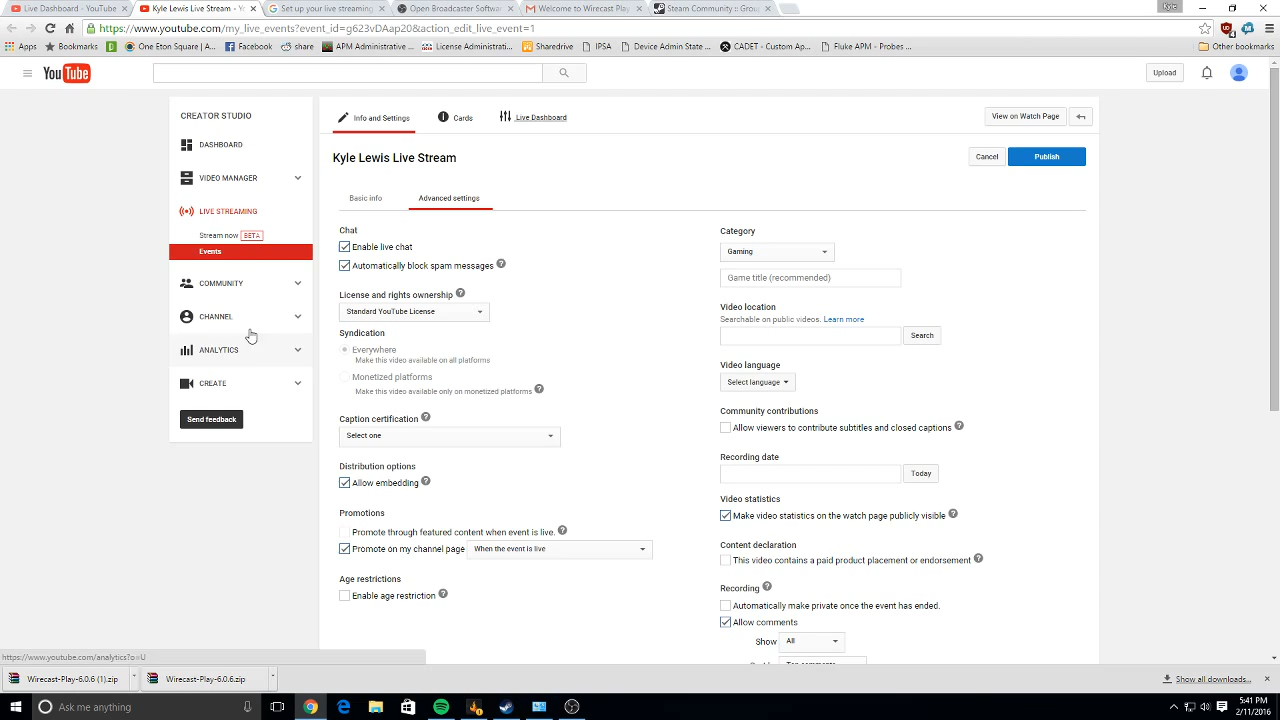 Live Dashboard - YouTube
Kyle Lewis Live Stream - Yo
Set up your live streaming
Open Broadcaster Softwar
Welcome to Wirecast Play
Steam Community :: Group
Kyle
https://www.youtube.com/my_live_events?event_id=g623vDAap20&action_edit_live_event=1
Apps
Bookmarks
One Eton Square | An
Facebook
share
APM Administrative
License Administrati
Sharedrive
IPSA
Device Admin State
CADET - Custom Ap
Fluke APM - Probes
Other bookmarks
YouTube
Upload
CREATOR STUDIO
DASHBOARD
VIDEO MANAGER
LIVE STREAMING
Stream now BETA
Events
COMMUNITY
CHANNEL
ANALYTICS
CREATE
Send feedback
Info and Settings
Cards
Live Dashboard
View on Watch Page
Kyle Lewis Live Stream
Cancel
Publish
Basic info
Advanced settings
Chat
Enable live chat
Automatically block spam messages
License and rights ownership
Standard YouTube License
Syndication
Everywhere
Make this video available on all platforms
Monetized platforms
Make this video available only on monetized platforms
Caption certification
Select one
Distribution options
Allow embedding
Promotions
Promote through featured content when event is live.
Promote on my channel page
When the event is live
Age restrictions
Enable age restriction
Category
Gaming
Game title (recommended)
Video location
Searchable on public videos. Learn more
Search
Video language
Select language
Community contributions
Allow viewers to contribute subtitles and closed captions
Recording date
Today
Video statistics
Make video statistics on the watch page publicly visible
Content declaration
This video contains a paid product placement or endorsement
Recording
Automatically make private once the event has ended.
Allow comments
Show
All
https://www.youtube.com/analytics?o=U
Wirecast-Play-6.0.6 (1).zip
Wirecast-Play-6.0.6.zip
Show all downloads...
Ask me anything
5:41 PM
2/11/2016